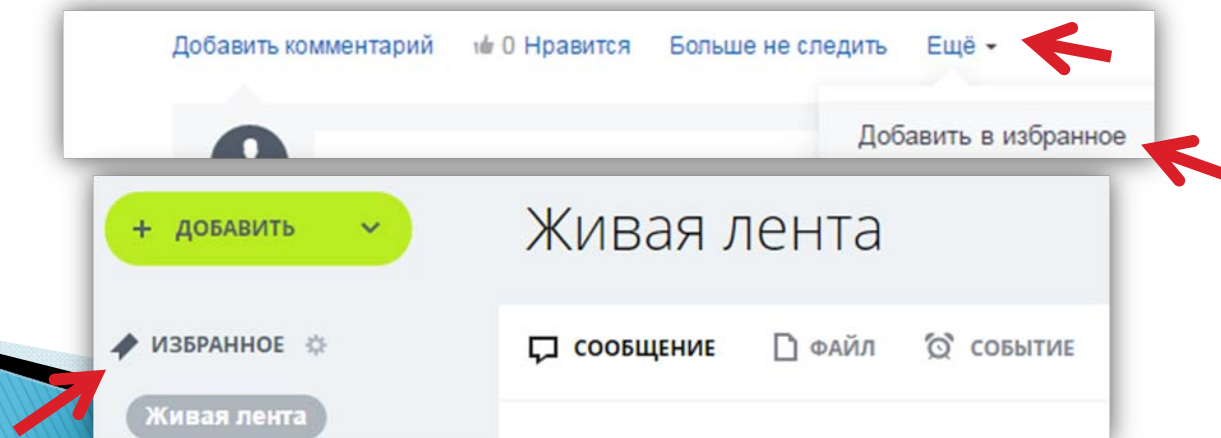 Добавить комментарий 0 Нравится Больше не следить Ещё
Добавить в избранное
+ ДОБАВИТЬ
Живая лента
ИЗБРАННОЕ
СООБЩЕНИЕ ФАЙЛ СОБЫТИЕ
Живая лента